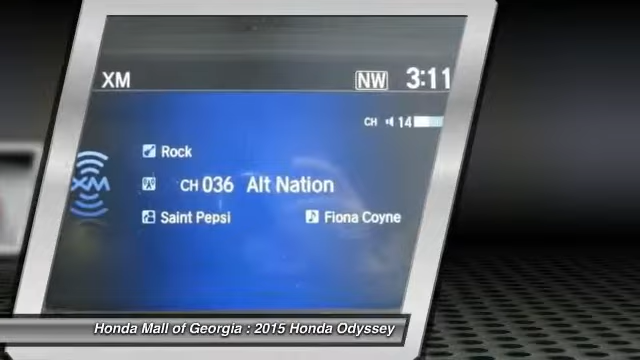 XM NW 3:11
CH 14
Rock
XM CH 036 Alt Nation
Saint Pepsi Fiona Coyne
Honda Mall of Georgia : 2015 Honda Odyssey